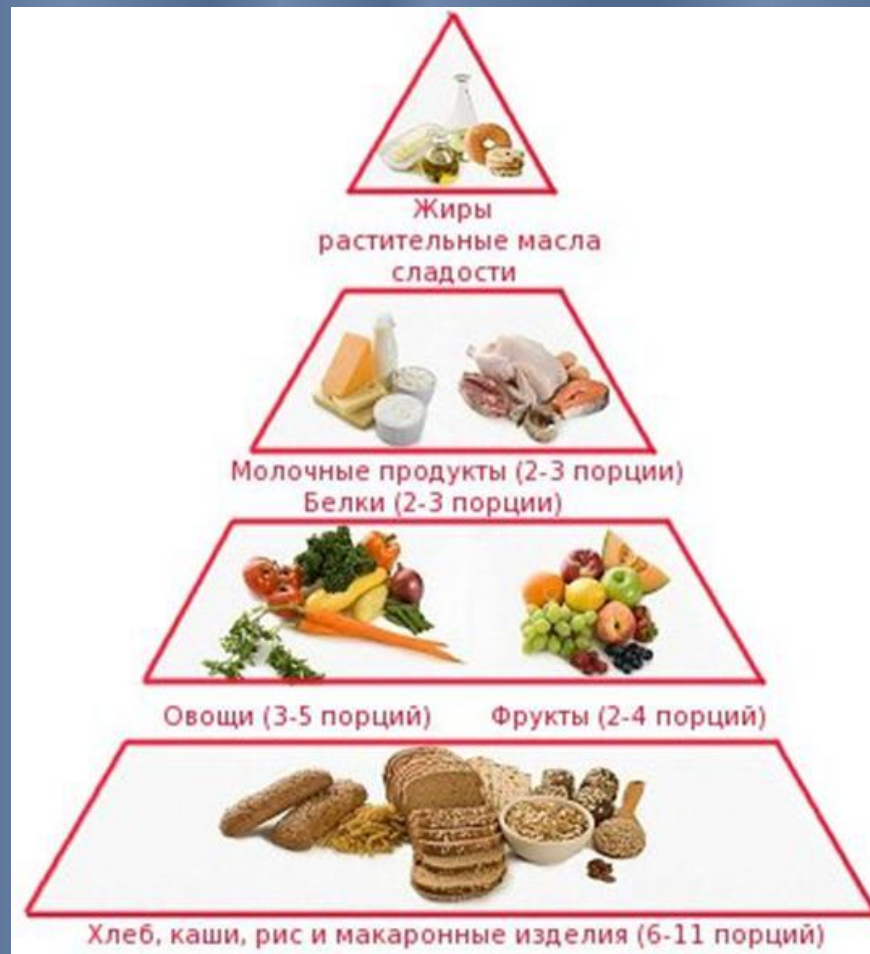 Жиры
растительные масла
сладости
Молочные продукты (2-3 порции)
Белки (2-3 порции)
Овощи (3-5 порций) Фрукты (2-4 порций)
Хлеб, каши, рис и макаронные изделия (6-11 порций)